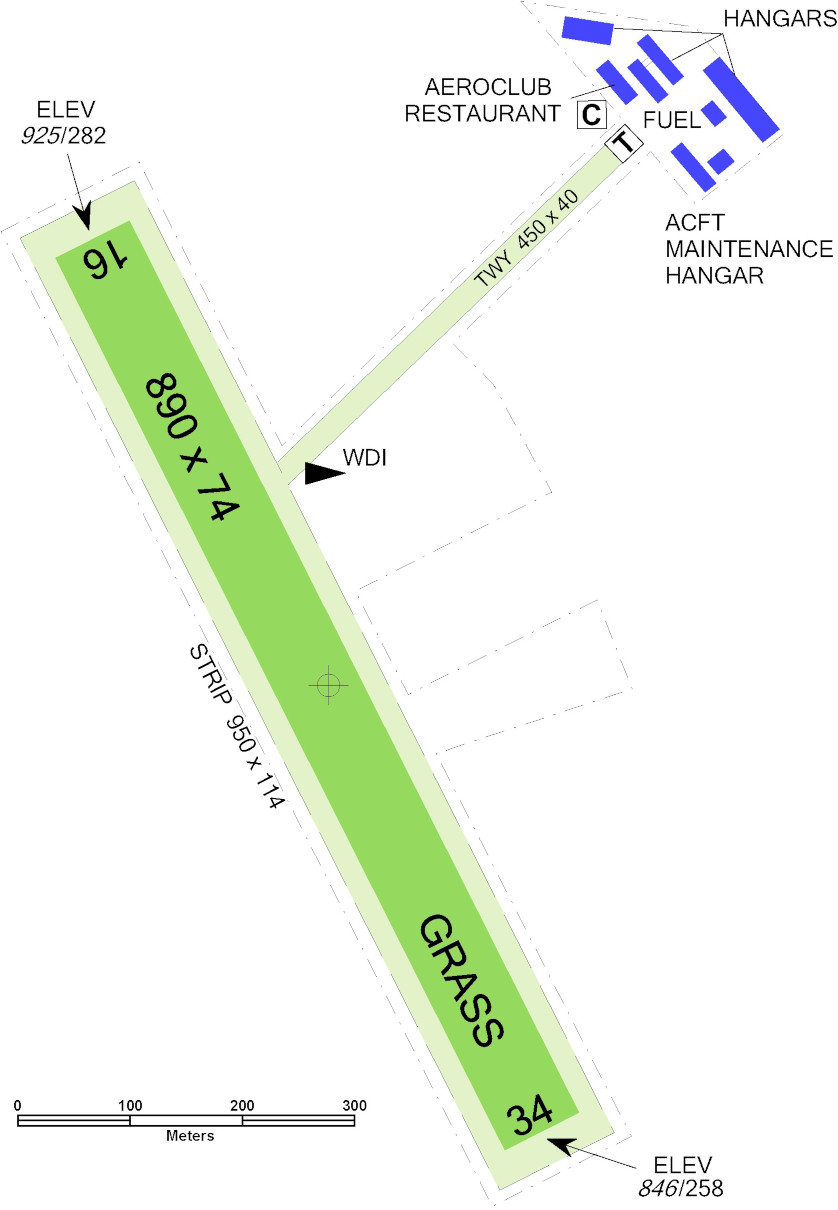 HANGARS
AEROCLUB
RESTAURANT
C
FUEL
T
ELEV
925/282
ACFT
MAINTENANCE
HANGAR
TWY 450 x 40
16
890 x 74
WDI
STRIP 950 x 114
GRASS
34
0 100 200 300
Meters
ELEV
846/258